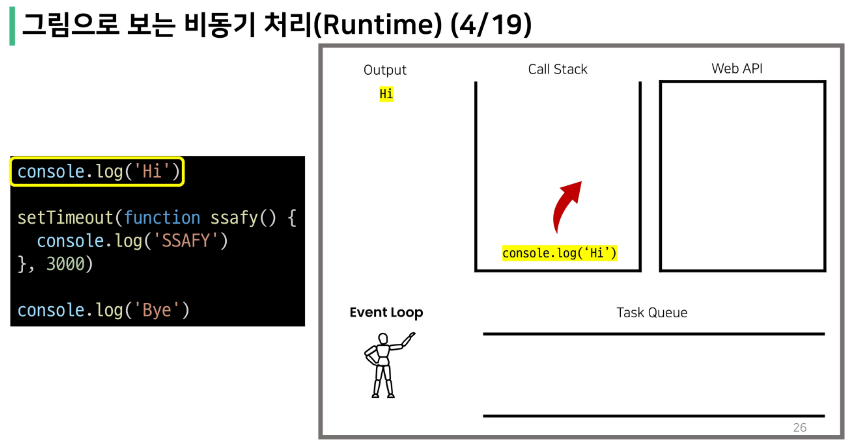 그림으로 보는 비동기 처리(Runtime) (4/19)
console.log('Hi')
setTimeout(function ssafy() {
  console.log('SSAFY')
}, 3000)
console.log('Bye')
Output
Hi
Call Stack
console.log(‘Hi’)
Web API
Event Loop
Task Queue
26